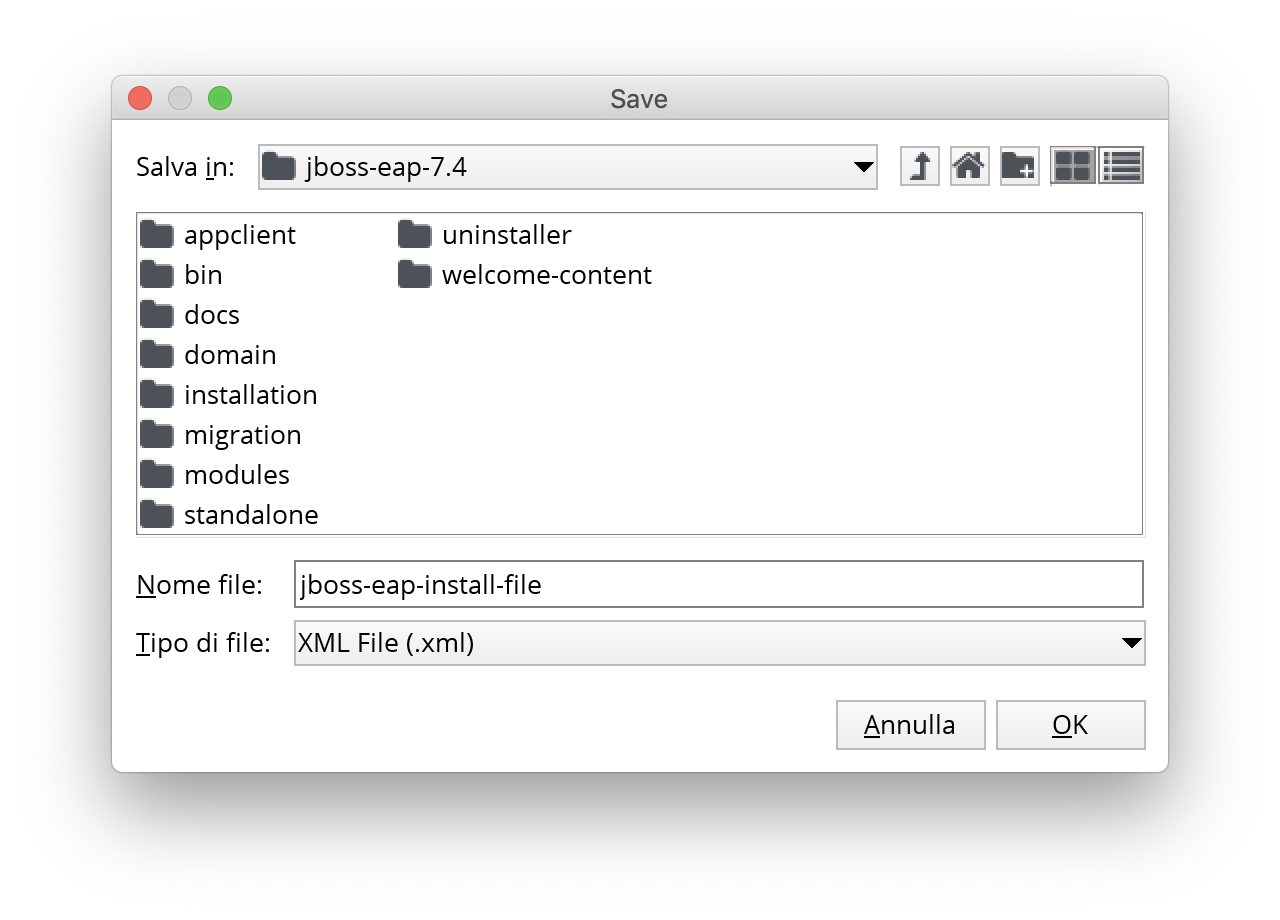 Save
Salva in: jboss-eap-7.4
appclient
bin
docs
domain
installation
migration
modules
standalone
uninstaller
welcome-content
Nome file: jboss-eap-install-file
Tipo di file: XML File (.xml)
Annulla OK